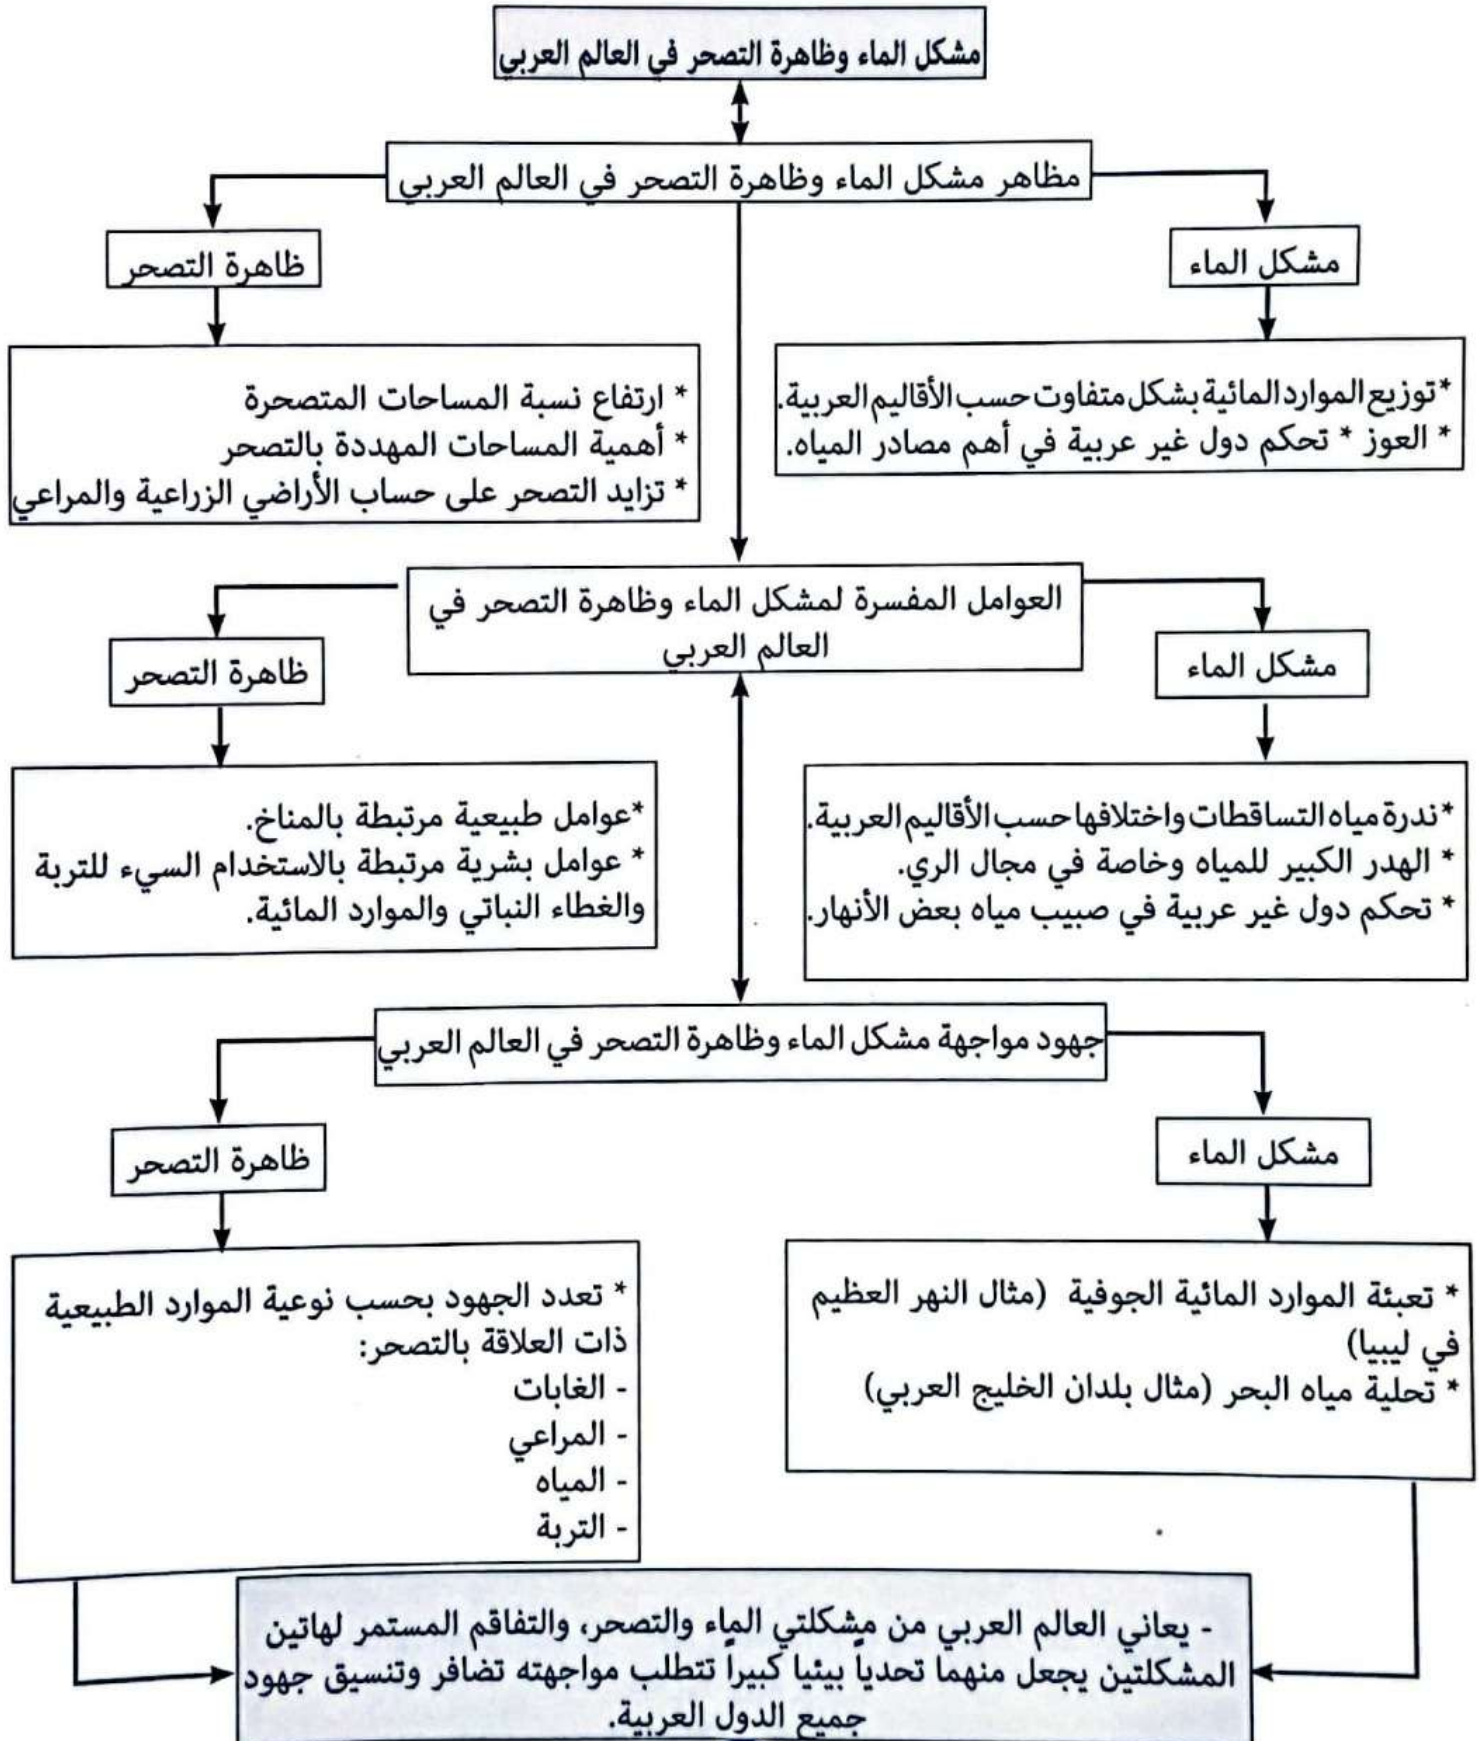 مشكل الماء وظاهرة التصحر في العالم العربي
مظاهر مشكل الماء وظاهرة التصحر في العالم العربي
مشكل الماء
ظاهرة التصحر
*توزيع الموارد المائية بشكل متفاوت حسب الأقاليم العربية.
* العوز * تحكم دول غير عربية في أهم مصادر المياه.
* ارتفاع نسبة المساحات المتصحرة
* أهمية المساحات المهددة بالتصحر
* تزايد التصحر على حساب الأراضي الزراعية والمراعي
العوامل المفسرة لمشكل الماء وظاهرة التصحر في
العالم العربي
مشكل الماء
ظاهرة التصحر
*ندرة مياه التساقطات واختلافها حسب الأقاليم العربية.
* الهدر الكبير للمياه وخاصة في مجال الري.
* تحكم دول غير عربية في صبيب مياه بعض الأنهار.
*عوامل طبيعية مرتبطة بالمناخ.
* عوامل بشرية مرتبطة بالاستخدام السيء للتربة
والغطاء النباتي والموارد المائية.
جهود مواجهة مشكل الماء وظاهرة التصحر في العالم العربي
مشكل الماء
ظاهرة التصحر
* تعبئة الموارد المائية الجوفية (مثال النهر العظيم
في ليبيا)
* تحلية مياه البحر (مثال بلدان الخليج العربي)
* تعدد الجهود بحسب نوعية الموارد الطبيعية
ذات العلاقة بالتصحر:
- الغابات
- المراعي
- المياه
- التربة
- يعاني العالم العربي من مشكلتي الماء والتصحر، والتفاقم المستمر لهاتين
المشكلتين يجعل منهما تحدياً بيئيا كبيراً تتطلب مواجهته تضافر وتنسيق جهود
جميع الدول العربية.